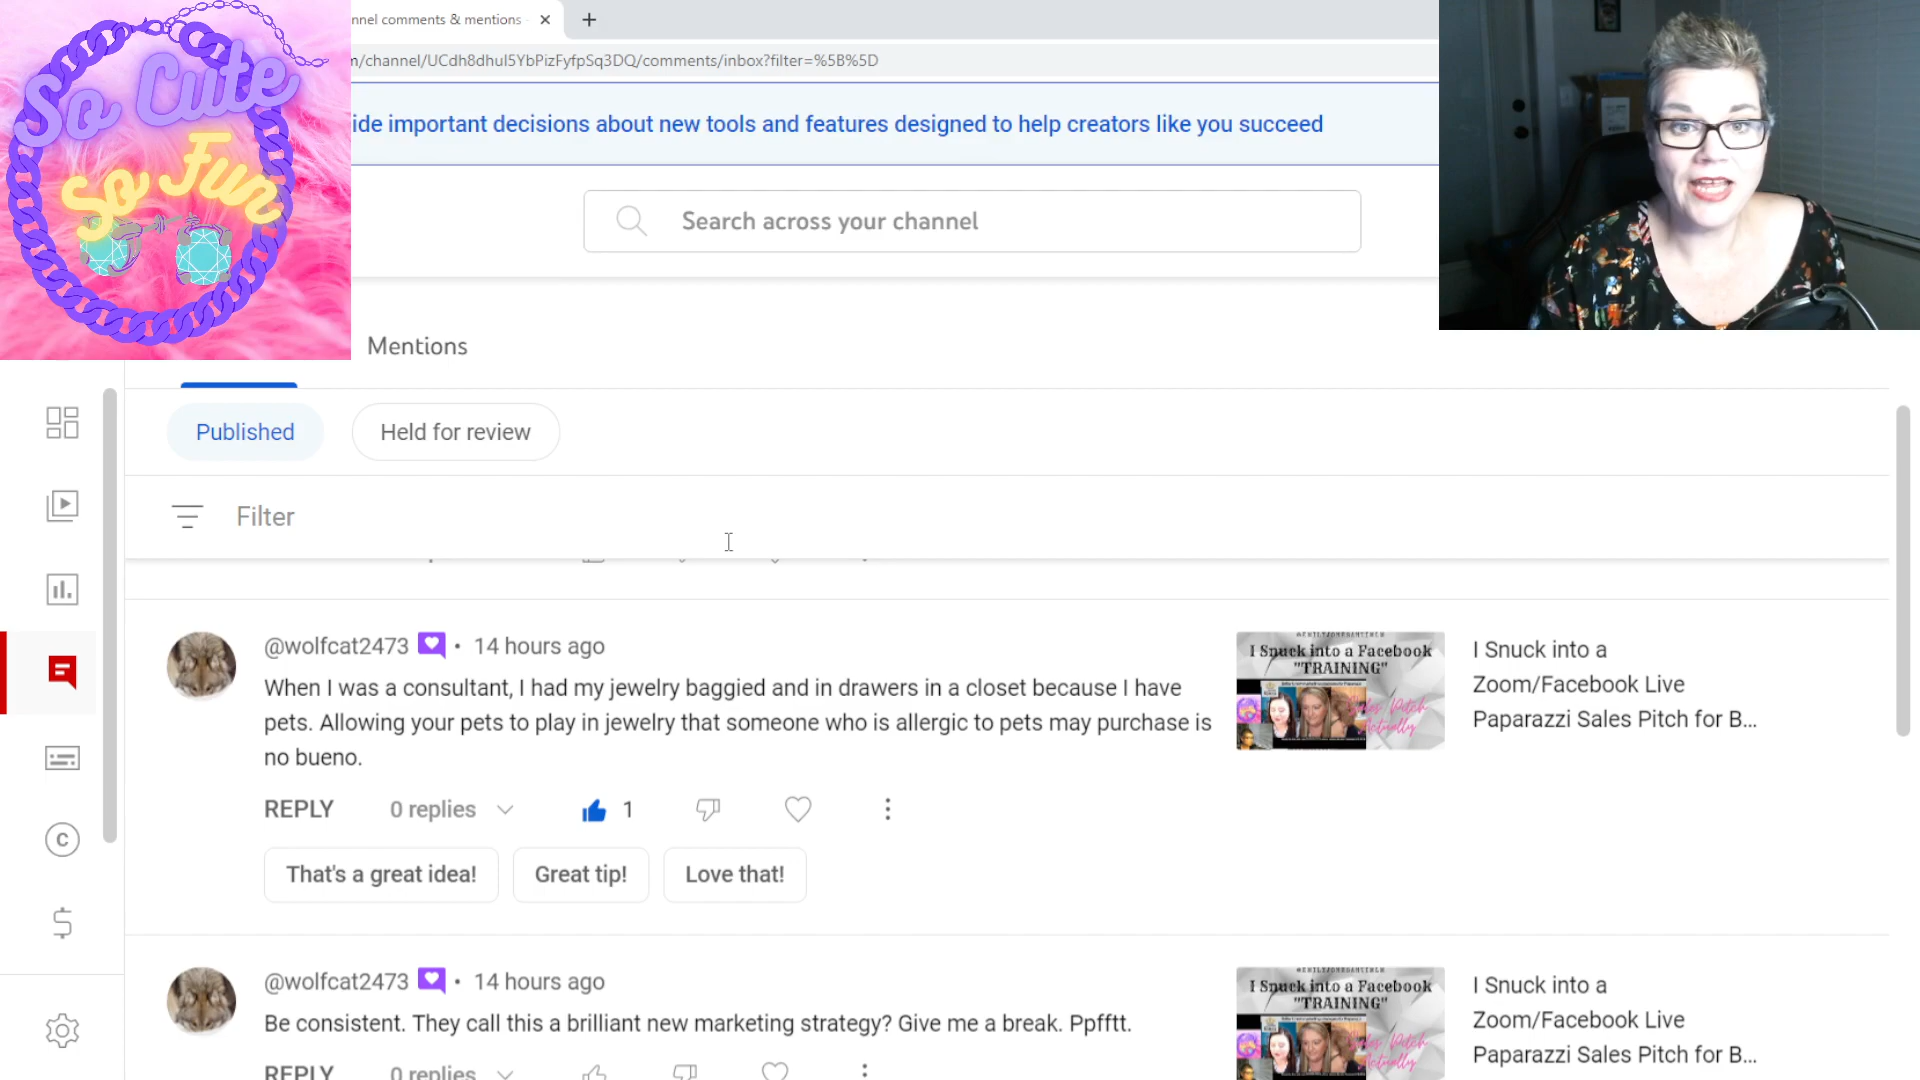 So Cute
So Fun
nnel comments & mentions
m/channel/UCdh8dhuI5YbPizFyfpSq3DQ/comments/inbox?filter=%5B%5D
ide important decisions about new tools and features designed to help creators like you succeed
Search across your channel
Mentions
Published
Held for review
Filter
@wolfcat2473 • 14 hours ago
When I was a consultant, I had my jewelry baggied and in drawers in a closet because I have
pets. Allowing your pets to play in jewelry that someone who is allergic to pets may purchase is
no bueno.
REPLY 0 replies 1
That's a great idea!
Great tip!
Love that!
I Snuck into a Facebook
"TRAINING"
Sales Pitch
Actually
I Snuck into a
Zoom/Facebook Live
Paparazzi Sales Pitch for B...
@wolfcat2473 • 14 hours ago
Be consistent. They call this a brilliant new marketing strategy? Give me a break. Ppfftt.
REPLY 0 replies
I Snuck into a Facebook
"TRAINING"
Sales Pitch
Actually
I Snuck into a
Zoom/Facebook Live
Paparazzi Sales Pitch for B...